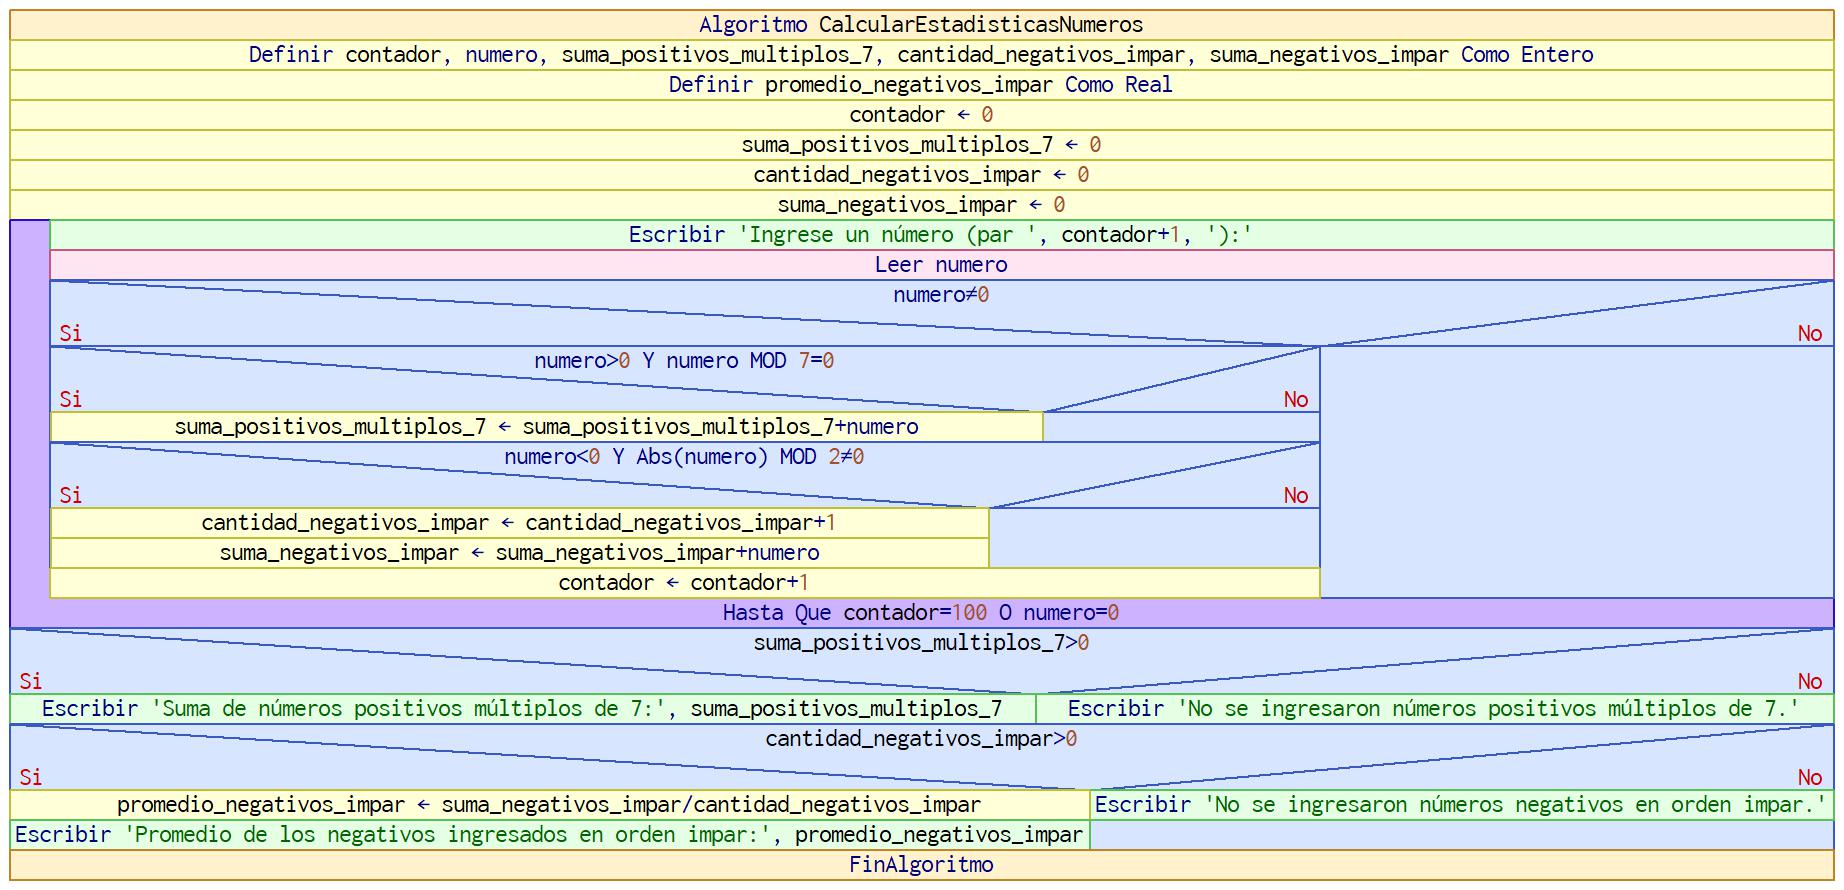 Algoritmo CalcularEstadisticasNumeros
Definir contador, numero, suma_positivos_multiplos_7, cantidad_negativos_impar, suma_negativos_impar Como Entero
Definir promedio_negativos_impar Como Real
contador ← 0
suma_positivos_multiplos_7 ← 0
cantidad_negativos_impar ← 0
suma_negativos_impar ← 0
Escribir 'Ingrese un número (par ', contador+1, '):'
Leer numero
numero≠0
Si No
numero>0 Y numero MOD 7=0
Si No
suma_positivos_multiplos_7 ← suma_positivos_multiplos_7+numero
numero<0 Y Abs(numero) MOD 2≠0
Si No
cantidad_negativos_impar ← cantidad_negativos_impar+1
suma_negativos_impar ← suma_negativos_impar+numero
contador ← contador+1
Hasta Que contador=100 O numero=0
suma_positivos_multiplos_7>0
Si No
Escribir 'Suma de números positivos múltiplos de 7:', suma_positivos_multiplos_7 Escribir 'No se ingresaron números positivos múltiplos de 7.'
cantidad_negativos_impar>0
Si No
promedio_negativos_impar ← suma_negativos_impar/cantidad_negativos_impar Escribir 'No se ingresaron números negativos en orden impar.'
Escribir 'Promedio de los negativos ingresados en orden impar:', promedio_negativos_impar
FinAlgoritmo